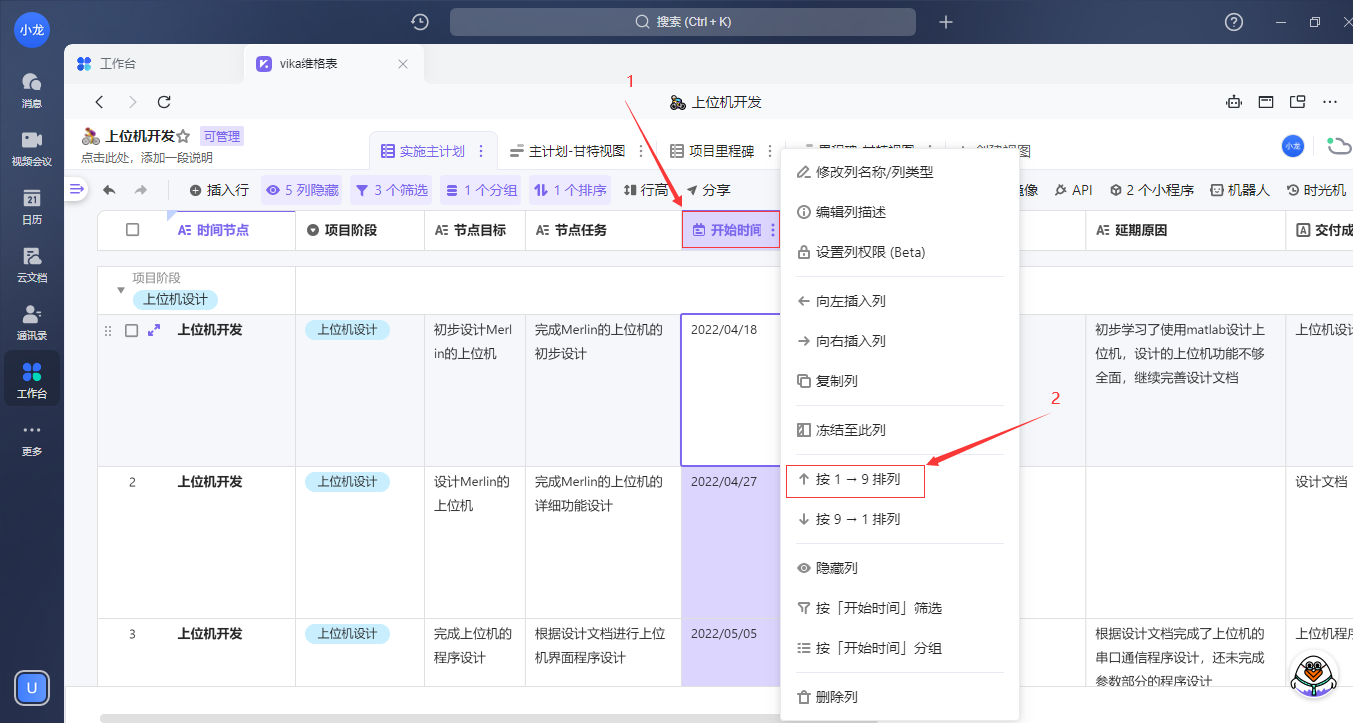 小龙
搜索 (Ctrl + K)
消息
视频会议
21
日历
云文档
通讯录
工作台
更多
U
工作台
vika维格表
上位机开发
1
上位机开发
可管理
点击此处，添加一段说明
实施主计划
主计划-甘特视图
项目里程碑
小龙
插入行
5 列隐藏
3 个筛选
1 个分组
1 个排序
行高
分享
API
2 个小程序
机器人
时光机
时间节点
项目阶段
节点目标
节点任务
开始时间
延期原因
交付成
项目阶段
上位机设计
上位机开发
上位机设计
初步设计Merl
in的上位机
完成Merlin的上位机的
初步设计
2022/04/18
初步学习了使用matlab设计上
位机，设计的上位机功能不够
全面，继续完善设计文档
上位机设计
2
上位机开发
上位机设计
设计Merlin的
上位机
完成Merlin的上位机的
详细功能设计
2022/04/27
设计文档
3
上位机开发
上位机设计
完成上位机的
程序设计
根据设计文档进行上位
机界面程序设计
2022/05/05
根据设计文档完成了上位机的
串口通信程序设计，还未完成
参数部分的程序设计
上位机程序
修改列名称/列类型
编辑列描述
设置列权限 (Beta)
向左插入列
向右插入列
复制列
冻结至此列
2
按 1 → 9 排列
按 9 → 1 排列
隐藏列
按「开始时间」筛选
按「开始时间」分组
删除列